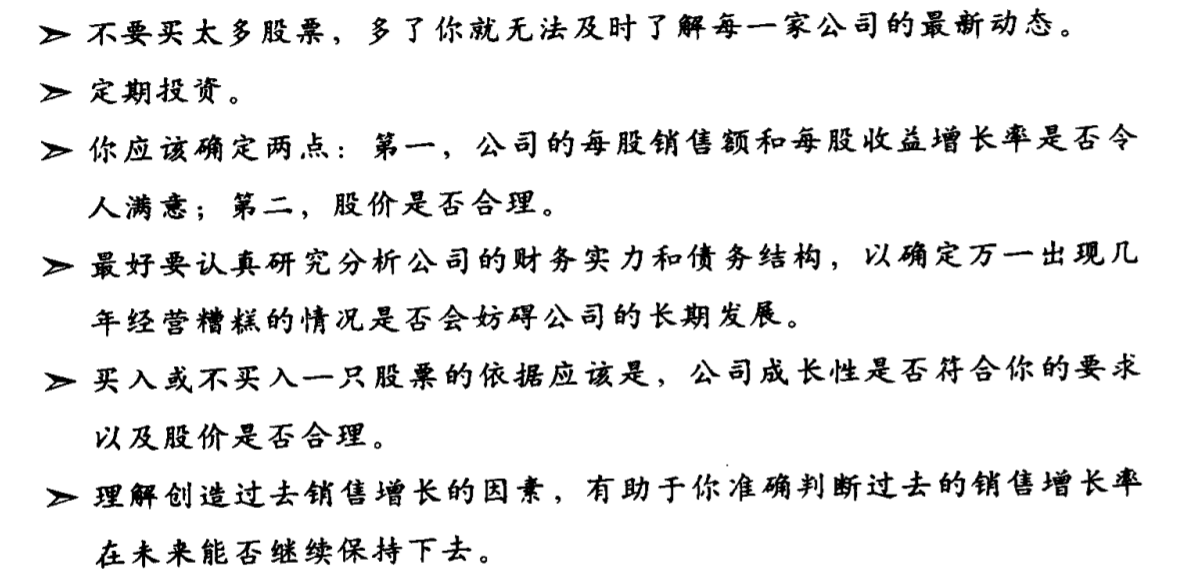 ➢ 不要买太多股票，多了你就无法及时了解每一家公司的最新动态。
➢ 定期投资。
➢ 你应该确定两点：第一，公司的每股销售额和每股收益增长率是否令
人满意；第二，股价是否合理。
➢ 最好要认真研究分析公司的财务实力和债务结构，以确定万一出现几
年经营糟糕的情况是否会妨碍公司的长期发展。
➢ 买入或不买入一只股票的依据应该是，公司成长性是否符合你的要求
以及股价是否合理。
➢ 理解创造过去销售增长的因素，有助于你准确判断过去的销售增长率
在未来能否继续保持下去。